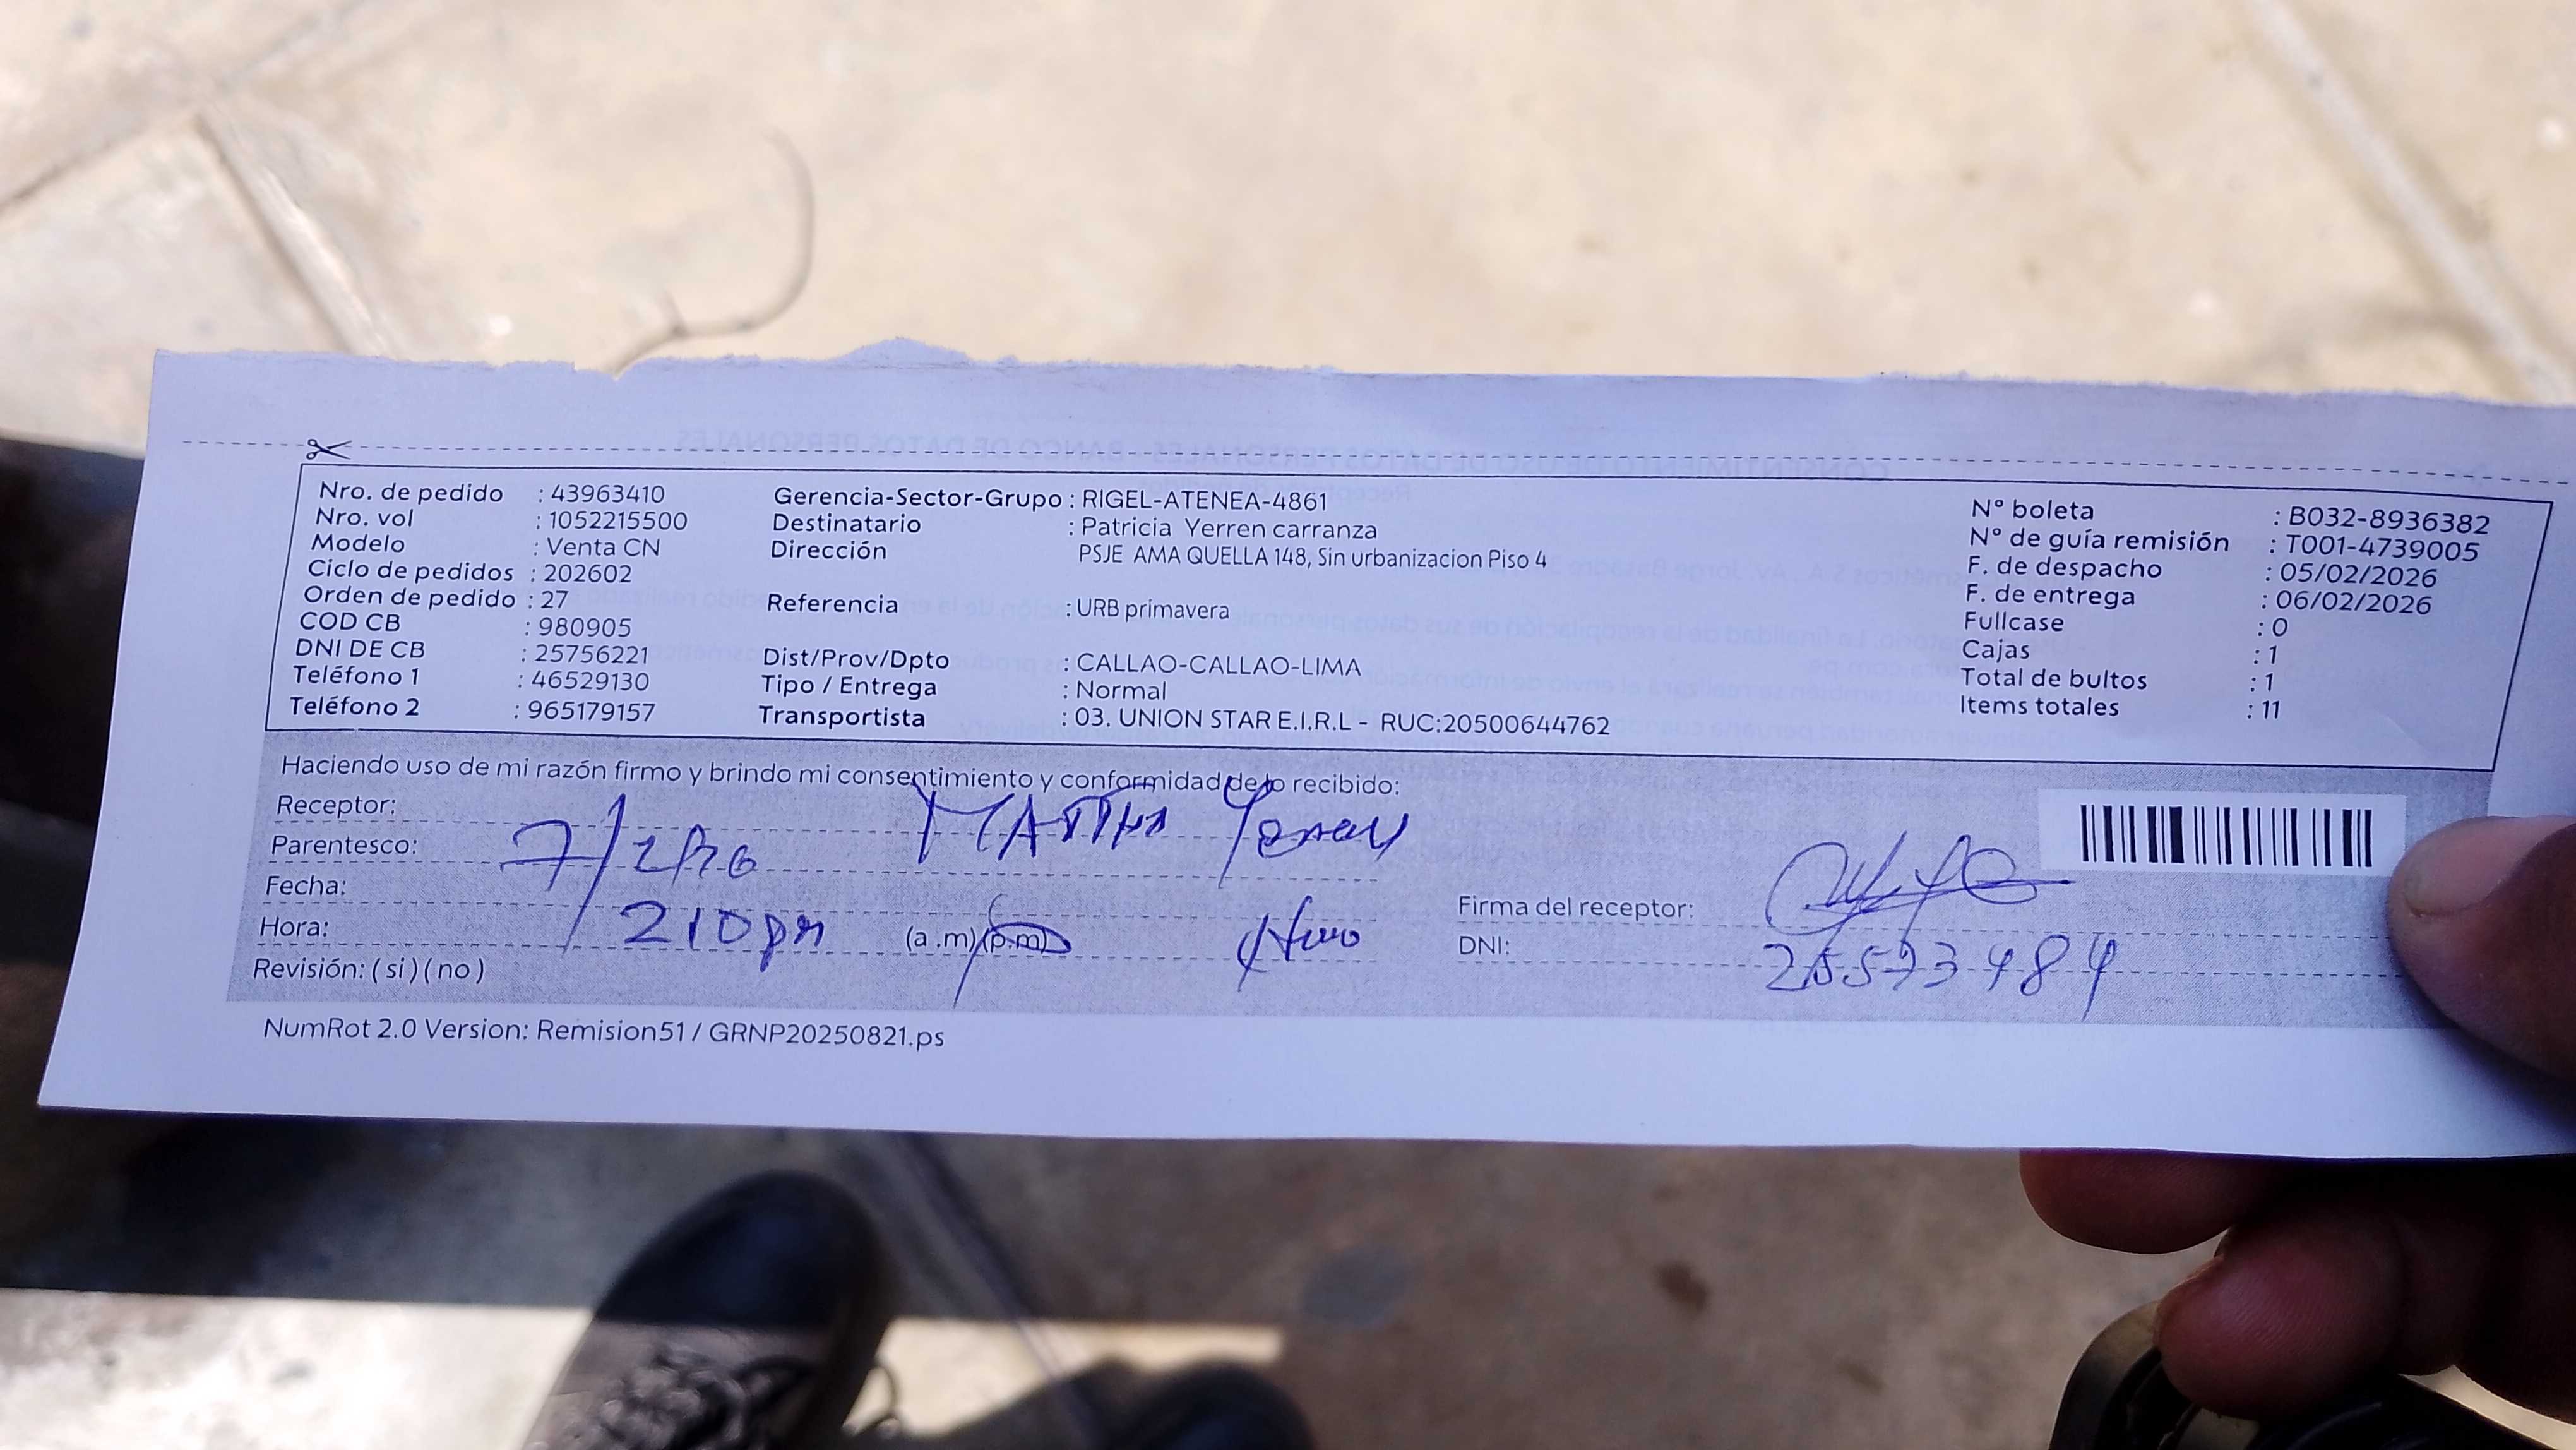 Nro. de pedido : 43963410
Nro. vol : 1052215500
Modelo : Venta CN
Ciclo de pedidos : 202602
Orden de pedido : 27
COD CB : 980905
DNI DE CB : 25756221
Teléfono 1 : 46529130
Teléfono 2 : 965179157
Gerencia-Sector-Grupo : RIGEL-ATENEA-4861
Destinatario : Patricia Yerren carranza
Dirección PSJE AMA QUELLA 148, Sin urbanizacion Piso 4
Referencia : URB primavera
Dist/Prov/Dpto : CALLAO-CALLAO-LIMA
Tipo / Entrega : Normal
Transportista : 03. UNION STAR E.I.R.L - RUC:20500644762
N° boleta : B032-8936382
N° de guía remisión : T001-4739005
F. de despacho : 05/02/2026
F. de entrega : 06/02/2026
Fullcase : 0
Cajas : 1
Total de bultos : 1
Items totales : 11
Haciendo uso de mi razón firmo y brindo mi consentimiento y conformidad de lo recibido:
Receptor:
Parentesco:
Fecha:
Hora: 210 pm (a.m)(p.m)
Revisión: (si)(no)
Firma del receptor:
DNI: 25573484
NumRot 2.0 Version: Remision51 / GRNP20250821.ps